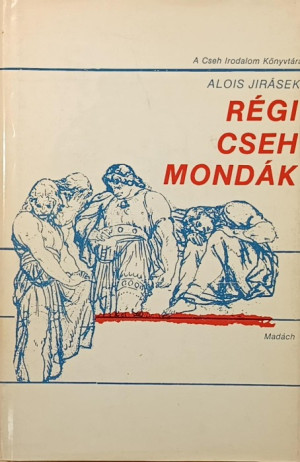 A Cseh Irodalom Könyvtára
ALOIS JIRÁSEK
RÉGI
CSEH
MONDÁK
Madách